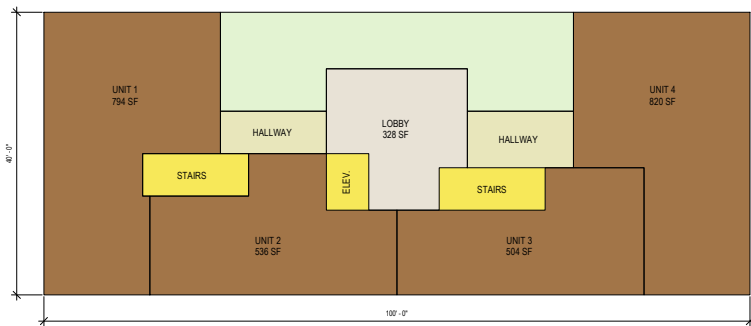 UNIT 1
794 SF
UNIT 4
820 SF
LOBBY
328 SF
HALLWAY
HALLWAY
STAIRS
ELEV.
STAIRS
UNIT 2
536 SF
UNIT 3
504 SF
40' - 0"
100' - 0"